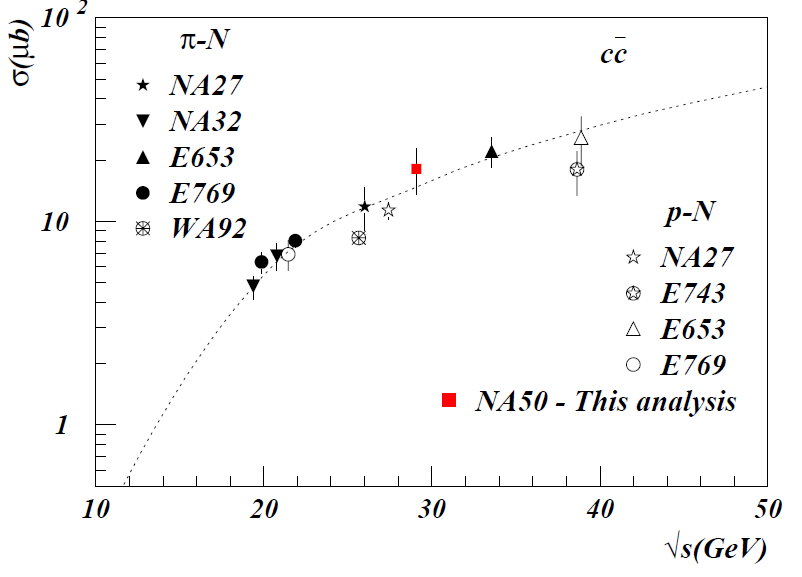 10 ²
σ(μb)
π-N
cc̅
NA27
NA32
E653
E769
WA92
10
p-N
NA27
E743
E653
E769
NA50 - This analysis
1
10 20 30 40 50
√s(GeV)